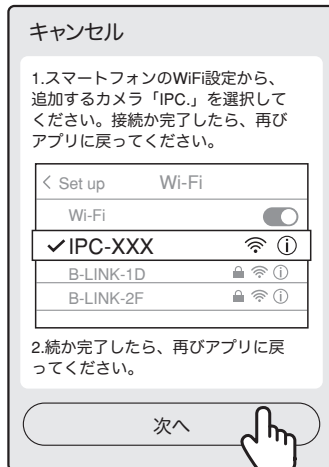 キャンセル
1.スマートフォンのWiFi設定から、
追加するカメラ「IPC.」を選択して
ください。接続か完了したら、再び
アプリに戻ってください。
< Set up Wi-Fi
Wi-Fi
✓IPC-XXX
B-LINK-1D
B-LINK-2F
2.続か完了したら、再びアプリに戻
ってください。
次へ